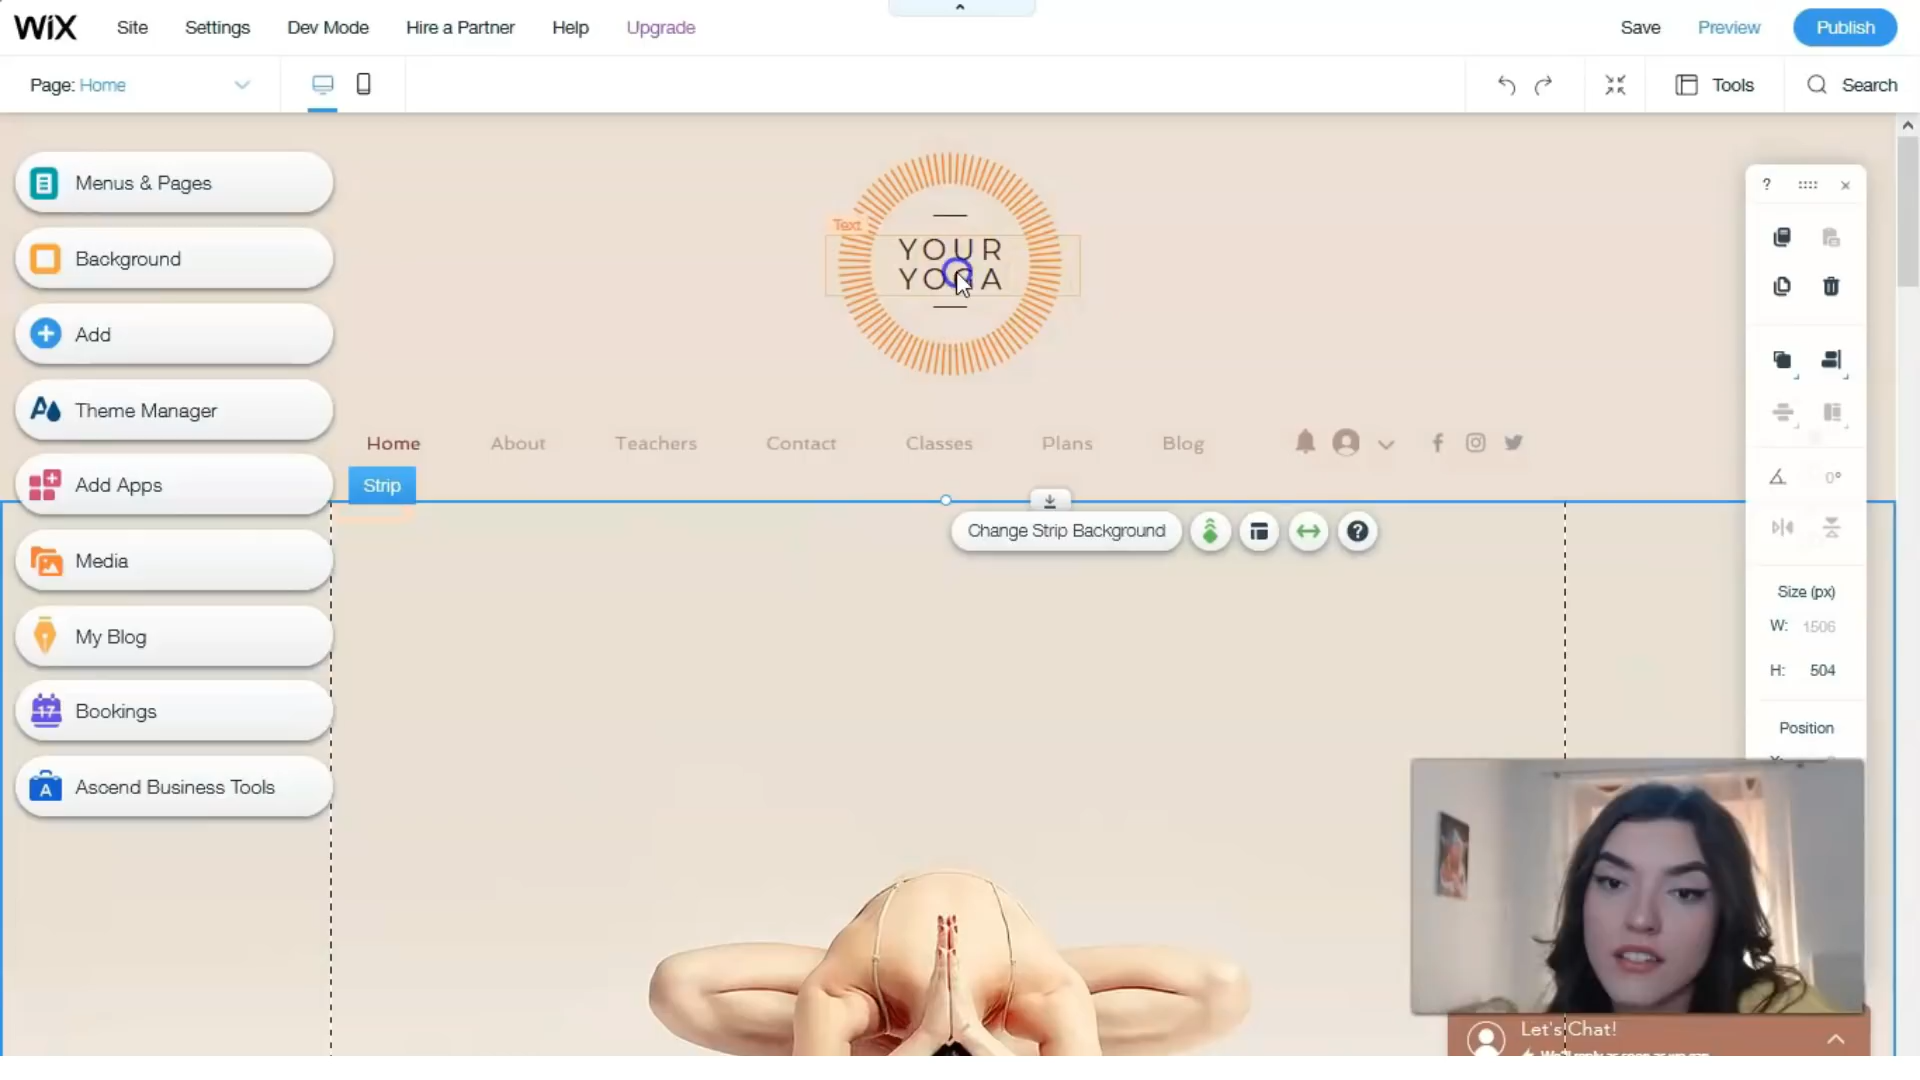 WiX Site Settings Dev Mode Hire a Partner Help Upgrade Save Preview Publish
Page: Home Tools Search
Menus & Pages
Background
Add
Theme Manager
Add Apps
Media
My Blog
Bookings
Ascend Business Tools
Text
YOUR
YOGA
Home About Teachers Contact Classes Plans Blog
Strip
Change Strip Background
0°
Size (px)
W: 1506
H: 504
Position
Let's Chat!